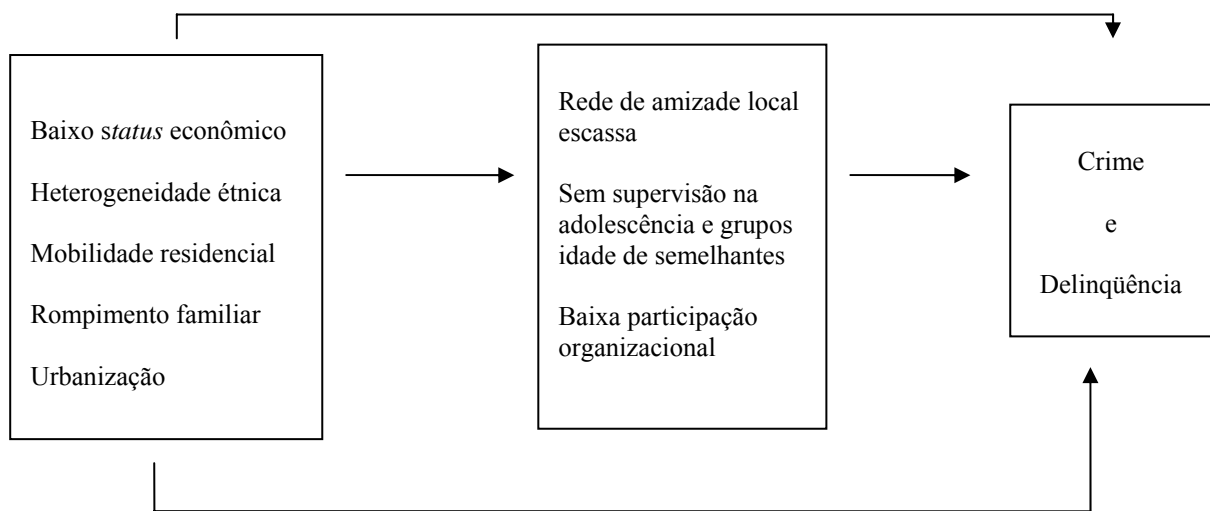 Baixo status econômico
Heterogeneidade étnica
Mobilidade residencial
Rompimento familiar
Urbanização
Rede de amizade local
escassa
Sem supervisão na
adolescência e grupos
idade de semelhantes
Baixa participação
organizacional
Crime
e
Delinqüência